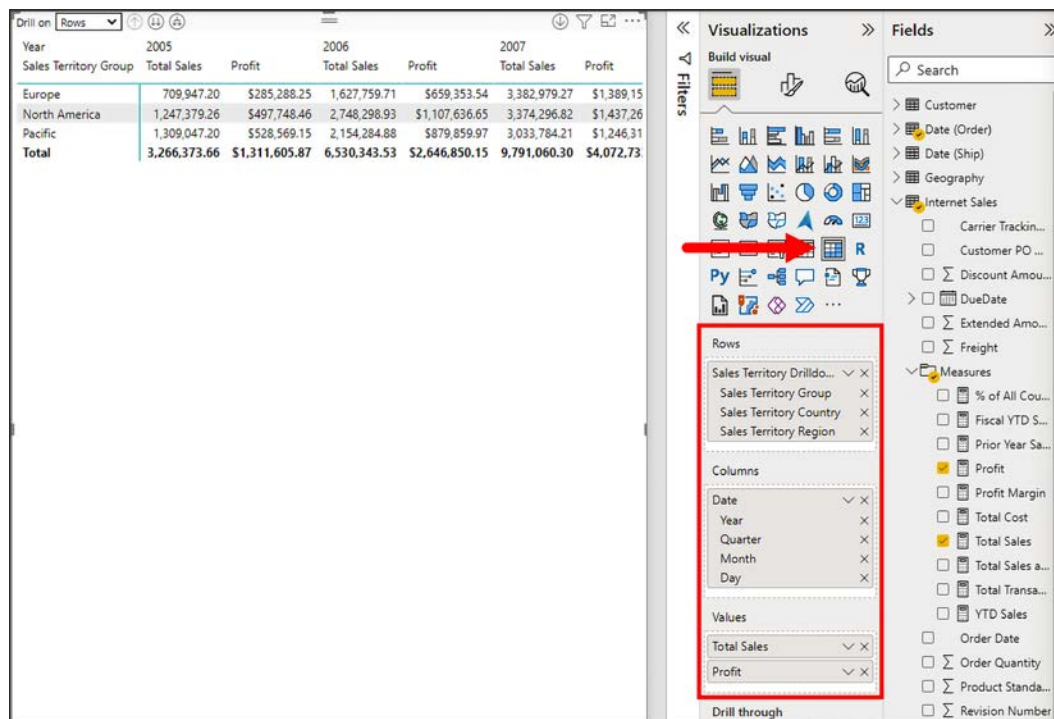 Drill on Rows
Year 2005 2006 2007
Sales Territory Group Total Sales Profit Total Sales Profit Total Sales Profit
Europe 709,947.20 $285,288.25 1,627,759.71 $659,353.54 3,382,979.27 $1,389,15
North America 1,247,379.26 $497,748.46 2,748,298.93 $1,107,636.65 3,374,296.82 $1,437,26
Pacific 1,309,047.20 $528,569.15 2,154,284.88 $879,859.97 3,033,784.21 $1,246,31
Total 3,266,373.66 $1,311,605.87 6,530,343.53 $2,646,850.15 9,791,060.30 $4,072,73
Filters
Visualizations
Build visual
123
R
Py
Rows
Sales Territory Drilldo...
Sales Territory Group
Sales Territory Country
Sales Territory Region
Columns
Date
Year
Quarter
Month
Day
Values
Total Sales
Profit
Drill through
Fields
Search
Customer
Date (Order)
Date (Ship)
Geography
Internet Sales
Carrier Trackin...
Customer PO ...
Discount Amou...
DueDate
Extended Amo...
Freight
Measures
% of All Cou...
Fiscal YTD S...
Prior Year Sa...
Profit
Profit Margin
Total Cost
Total Sales
Total Sales a...
Total Transa...
YTD Sales
Order Date
Order Quantity
Product Standa...
Revision Number